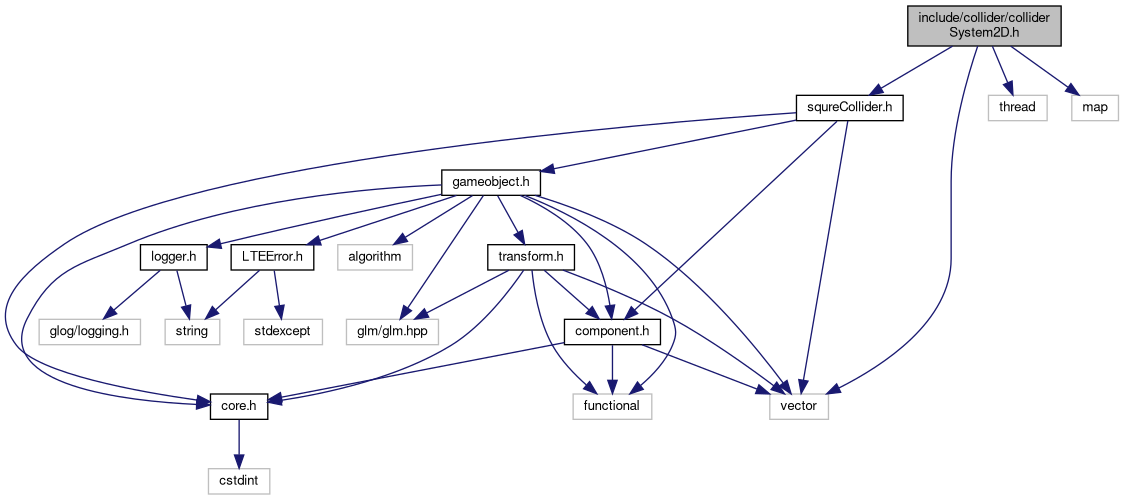 include/collider/collider
System2D.h
squreCollider.h
thread
map
gameobject.h
logger.h
LTEError.h
algorithm
transform.h
glog/logging.h
string
stdexcept
glm/glm.hpp
component.h
core.h
functional
vector
cstdint